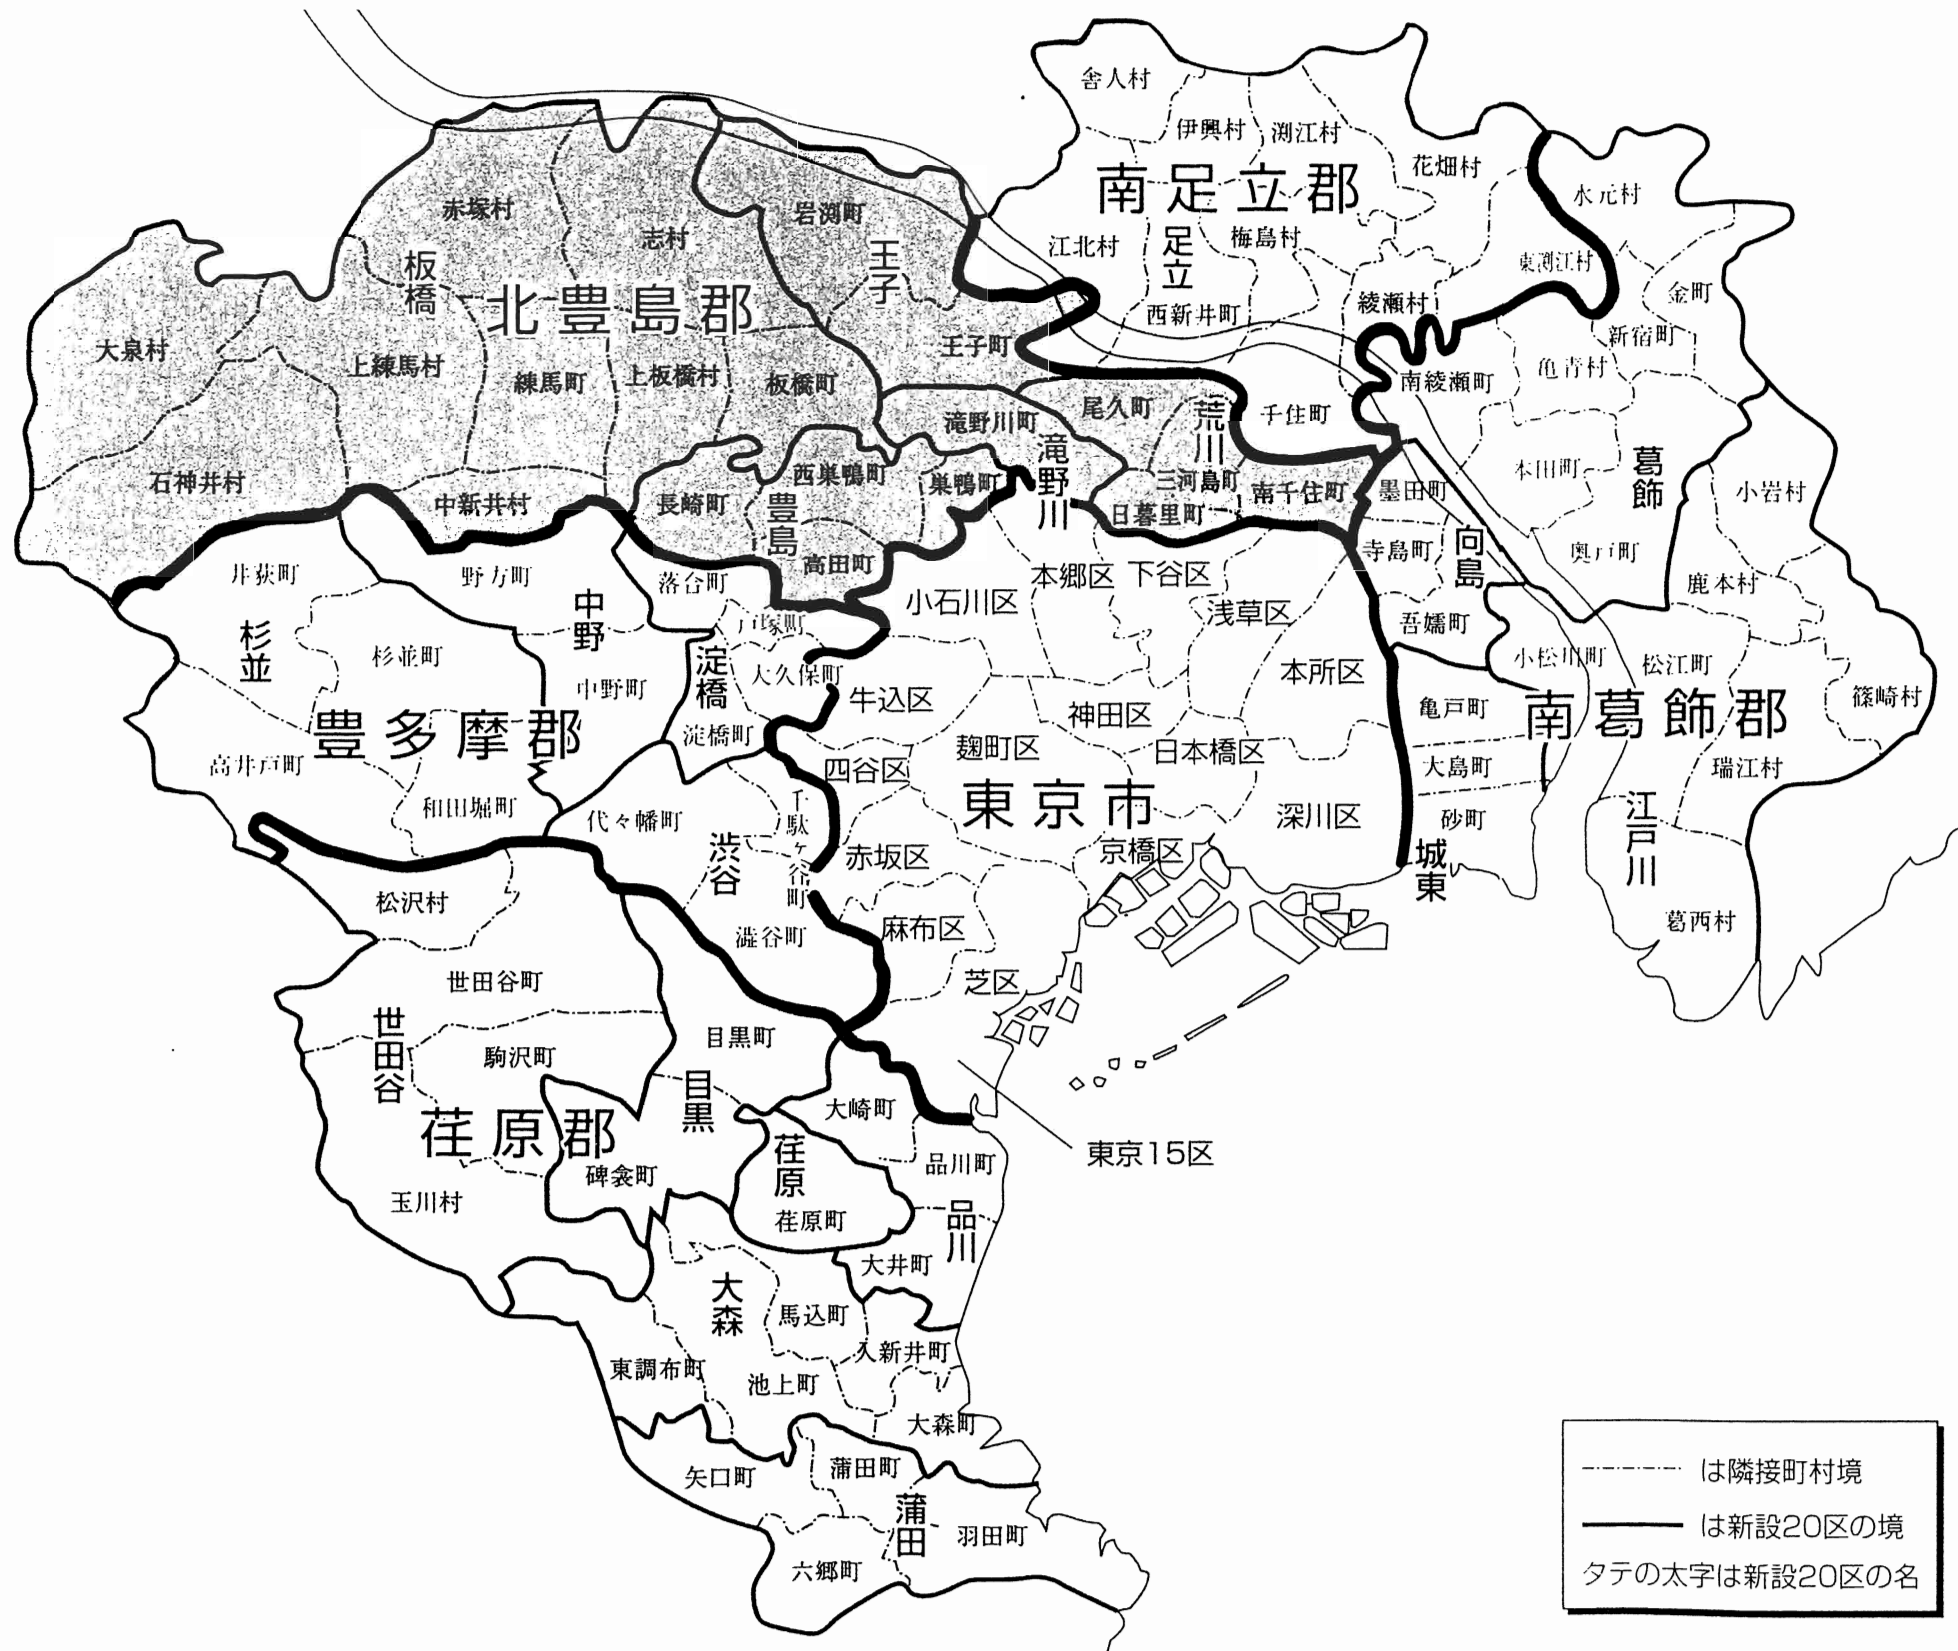 舎人村
伊興村
渕江村
花畑村
南足立郡
足立
江北村
梅島村
西新井町
綾瀬村
東渕江村
水元村
金町
新宿町
亀青村
南綾瀬町
本田町
葛飾
奥戸町
小岩村
鹿本村
千住町
赤塚村
志村
岩渕町
王子
板橋
北豊島郡
大泉村
上練馬村
練馬町
上板橋村
板橋町
王子町
石神井村
中新井村
長崎町
西巣鴨町
豊島
高田町
巣鴨町
滝野川町
滝野川
尾久町
荒川
三河島町
日暮里町
南千住町
墨田町
寺島町
向島
吾嬬町
小松川町
松江町
篠崎村
南葛飾郡
亀戸町
大島町
砂町
城東
江戸川
瑞江村
葛西村
井荻町
杉並
杉並町
高井戸町
豊多摩郡
和田堀町
野方町
中野
中野町
落合町
戸塚町
淀橋
大久保町
淀橋町
代々幡町
千駄ヶ谷町
渋谷
澁谷町
小石川区
本郷区
下谷区
浅草区
本所区
牛込区
神田区
麹町区
日本橋区
四谷区
東京市
深川区
京橋区
赤坂区
麻布区
芝区
東京15区
松沢村
世田谷町
世田谷
駒沢町
荏原郡
玉川村
碑衾町
目黒町
目黒
大崎町
荏原
荏原町
品川町
品川
大井町
大森
馬込町
入新井町
東調布町
池上町
大森町
矢口町
蒲田町
蒲田
羽田町
六郷町
は隣接町村境
は新設20区の境
タテの太字は新設20区の名